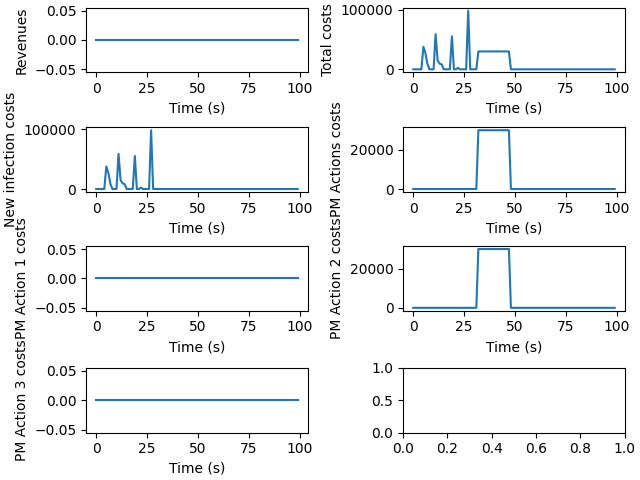 Revenues
0.05
0.00
−0.05
0 25 50 75 100
Time (s)
Total costs
100000
0
0 25 50 75 100
Time (s)
New infection costs
100000
0
0 25 50 75 100
Time (s)
PM Actions costs
20000
0
0 25 50 75 100
Time (s)
PM Action 1 costs
0.05
0.00
−0.05
0 25 50 75 100
Time (s)
PM Action 2 costs
20000
0
0 25 50 75 100
Time (s)
PM Action 3 costs
0.05
0.00
−0.05
0 25 50 75 100
Time (s)
1.0
0.5
0.0
0.0 0.2 0.4 0.6 0.8 1.0